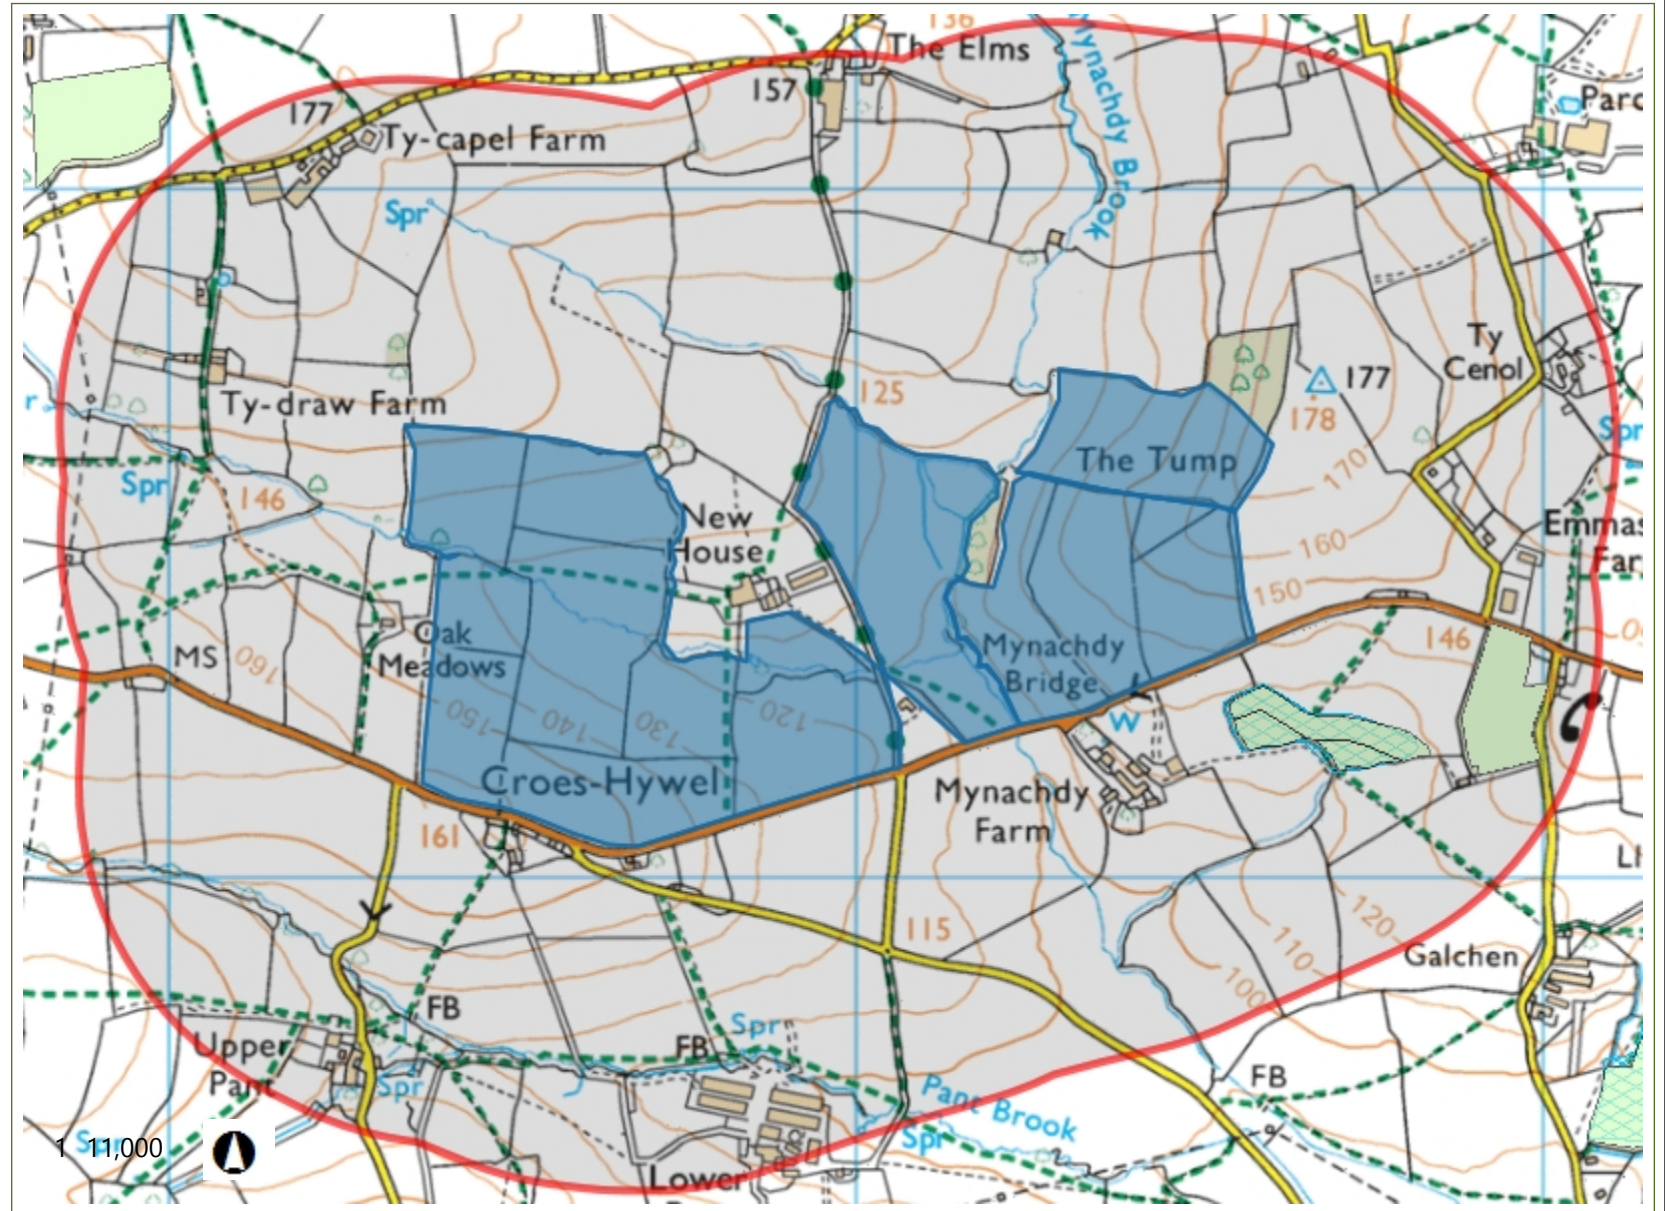 136
The Elms
Mynachdy Brook
157
177
Parc
Ty-capel Farm
Spr
Ty
Cenol
125
177
178
Ty-draw Farm
Spr
The Tump
170
Spr
146
New
House
160
Emmas
Far
150
Oak
Meadows
MS
160
Mynachdy
Bridge
146
150
140
130
120
W
Croes-Hywel
Mynachdy
Farm
161
115
120
110
100
Galchen
FB
Spr
FB
Upper
Pant
Spr
FB
Pant Brook
Spr
Spr
1 11,000
Lower